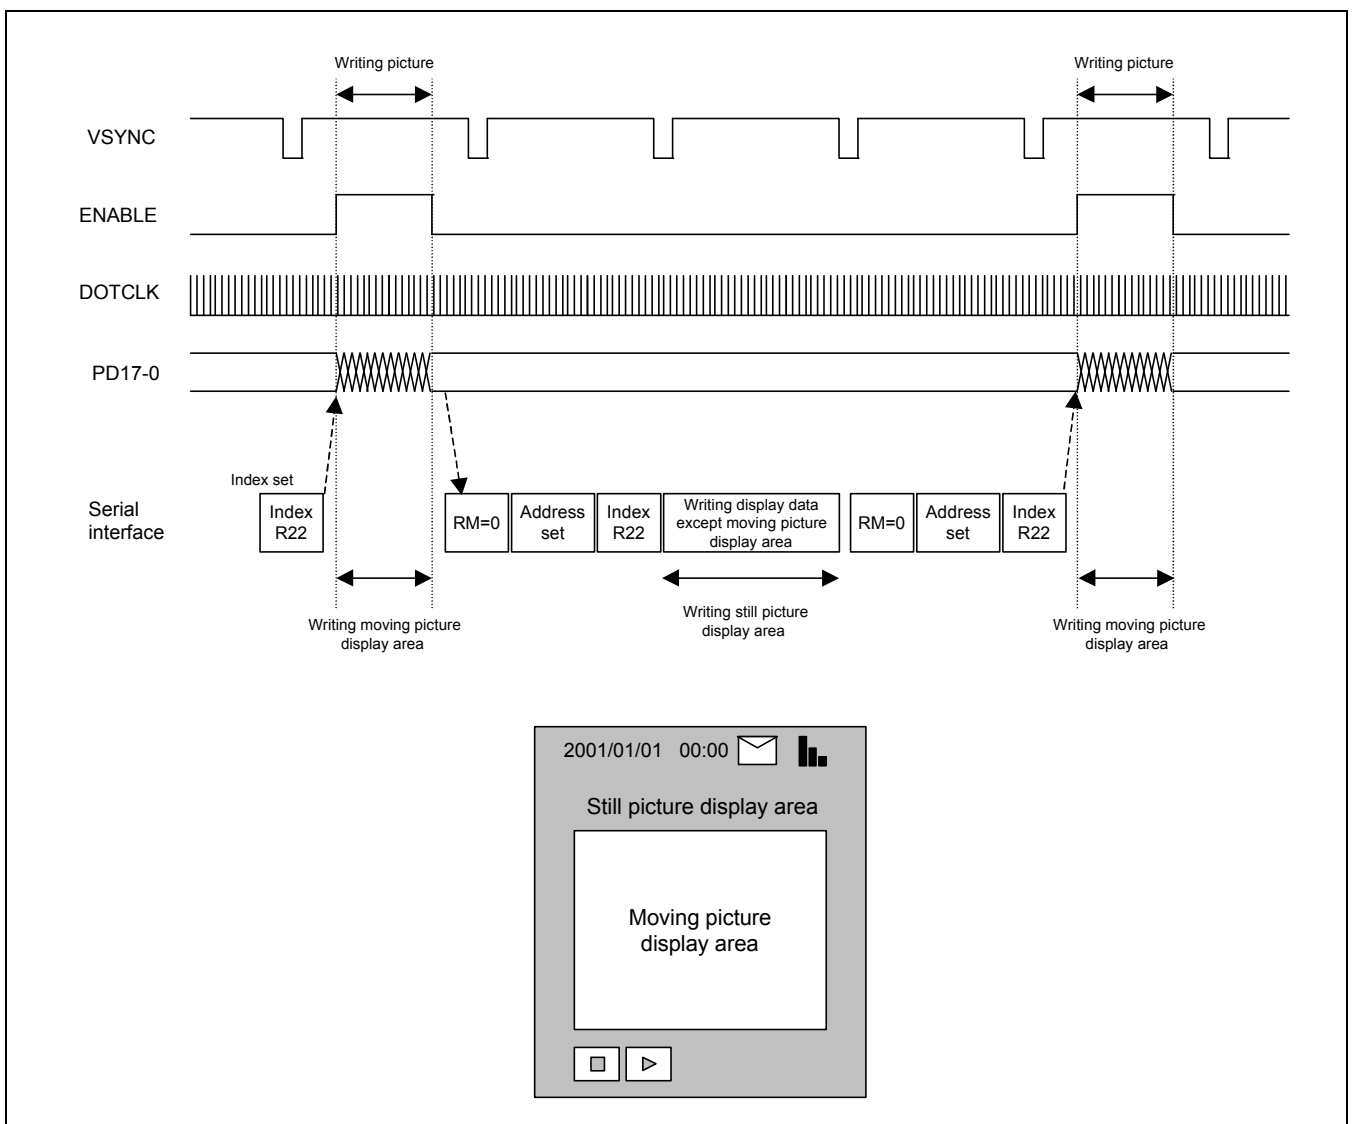 Writing picture Writing picture
VSYNC
ENABLE
DOTCLK
PD17-0
Index set
Serial
interface
Index
R22
RM=0
Address
set
Index
R22
Writing display data
except moving picture
display area
RM=0
Address
set
Index
R22
Writing moving picture
display area
Writing still picture
display area
Writing moving picture
display area
2001/01/01 00:00
Still picture display area
Moving picture
display area